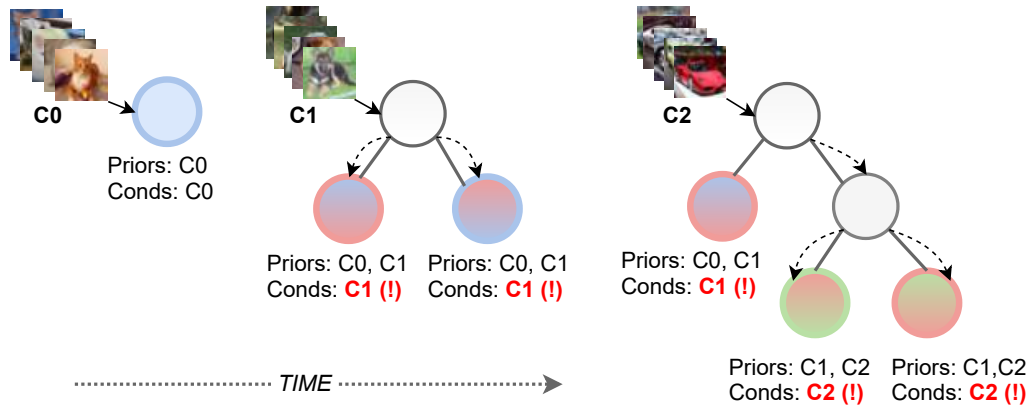 C0
Priors: C0
Conds: C0
C1
Priors: C0, C1
Conds: C1 (!)
Priors: C0, C1
Conds: C1 (!)
C2
Priors: C0, C1
Conds: C1 (!)
Priors: C1, C2
Conds: C2 (!)
Priors: C1,C2
Conds: C2 (!)
TIME